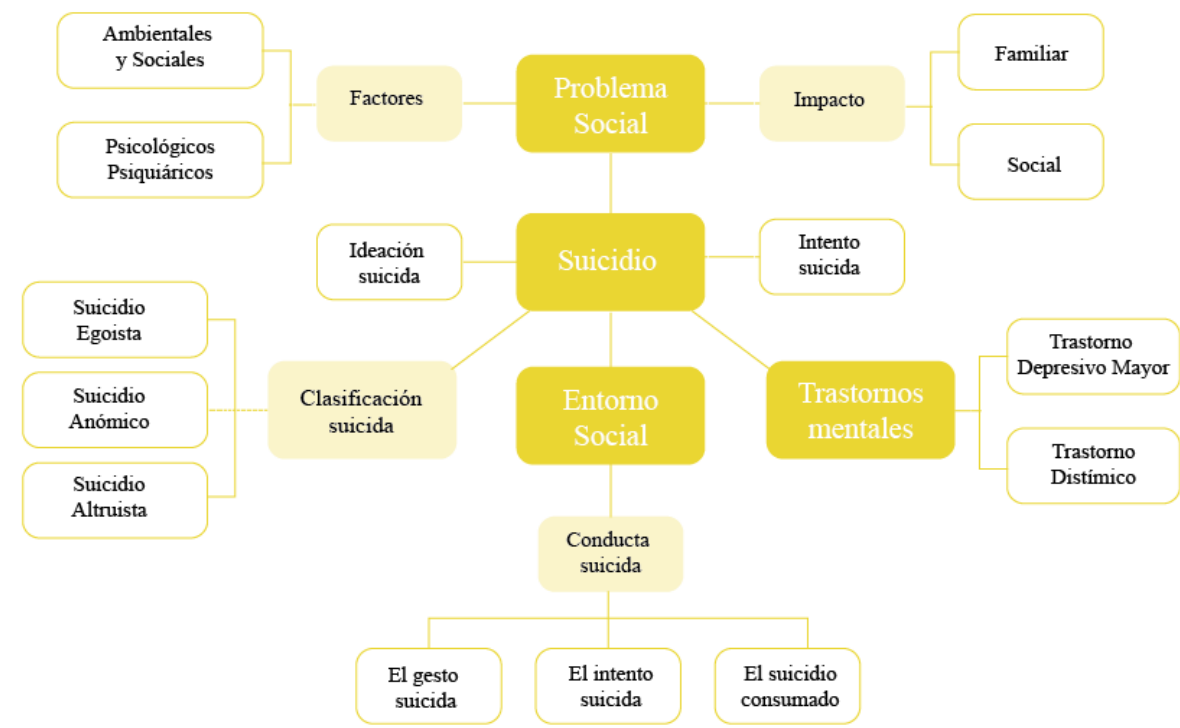 Ambientales
y Sociales
Factores
Problema
Social
Impacto
Familiar
Psicológicos
Psiquiáricos
Social
Ideación
suicida
Suicidio
Intento
suicida
Suicidio
Egoista
Suicidio
Anómico
Suicidio
Altruista
Clasificación
suicida
Entorno
Social
Trastornos
mentales
Trastorno
Depresivo Mayor
Trastorno
Distímico
Conducta
suicida
El gesto
suicida
El intento
suicida
El suicidio
consumado